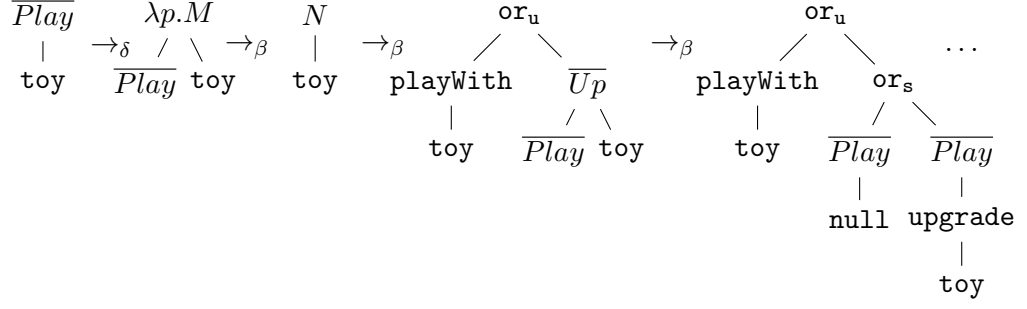 Play λp.M N or_u or_u
→δ →β →β →β ...
toy Play toy toy playWith Up playWith or_s
toy Play toy toy Play Play
null upgrade
toy